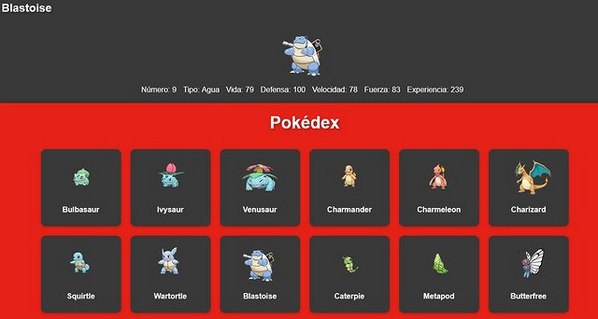 Blastoise
Número: 9 Tipo: Agua Vida: 79 Defensa: 100 Velocidad: 78 Fuerza: 83 Experiencia: 239
Pokédex
Bulbasaur Ivysaur Venusaur Charmander Charmeleon Charizard
Squirtle Wartortle Blastoise Caterpie Metapod Butterfree